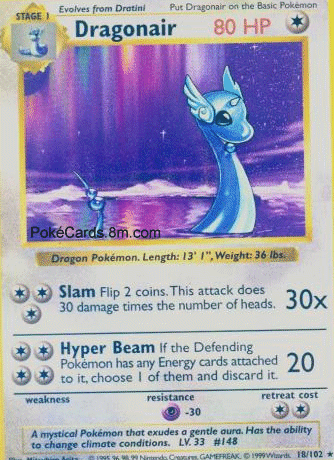 STAGE 1 Evolves from Dratini Put Dragonair on the Basic Pokémon
Dragonair 80 HP
PokéCards.8m.com
Dragon Pokémon. Length: 13' 1", Weight: 36 lbs.
Slam Flip 2 coins. This attack does
30 damage times the number of heads. 30x
Hyper Beam If the Defending
Pokémon has any Energy cards attached
to it, choose 1 of them and discard it. 20
weakness resistance retreat cost
-30
A mystical Pokémon that exudes a gentle aura. Has the ability
to change climate conditions. LV. 33 #148
Illus. Mitsuhiro Arita © 1995, 96, 98, 99 Nintendo, Creatures, GAMEFREAK. © 1999 Wizards. 18/102